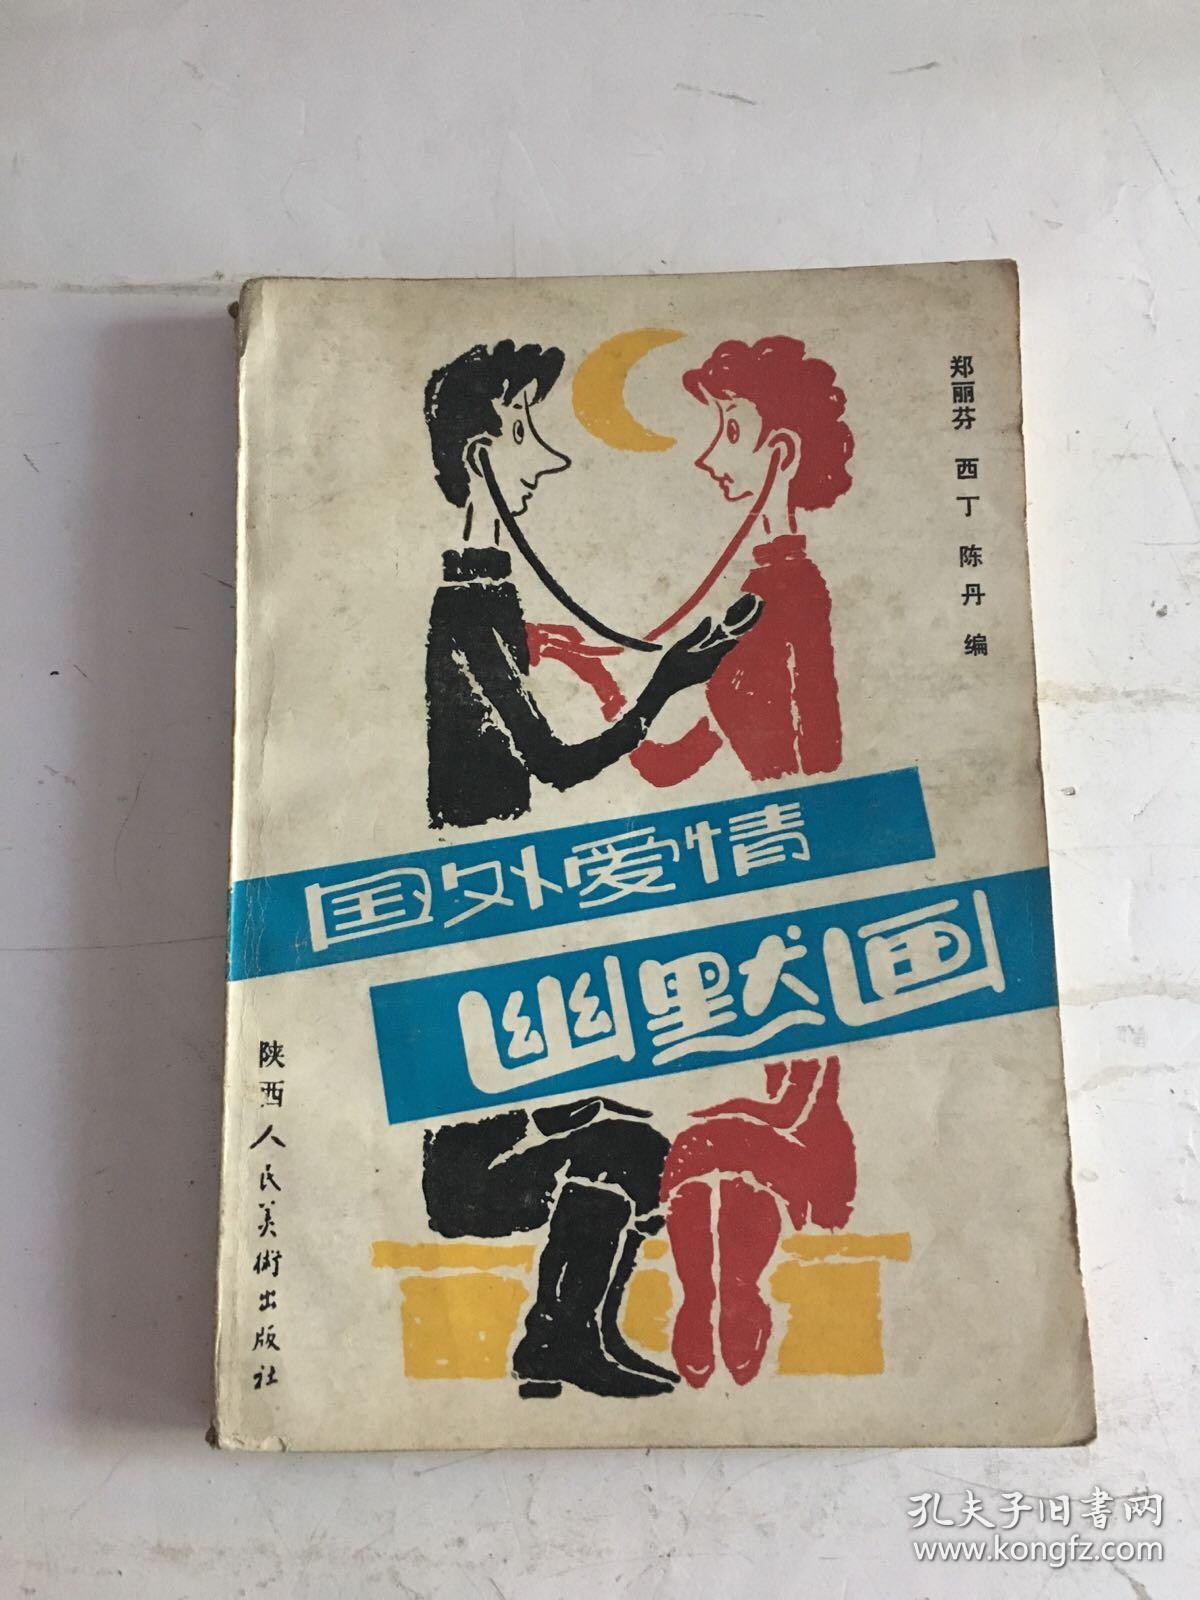 郑丽芬 西丁 陈丹 编
国外爱情
幽默画
陕西人民美術出版社
孔夫子旧书网
www.kongfz.com